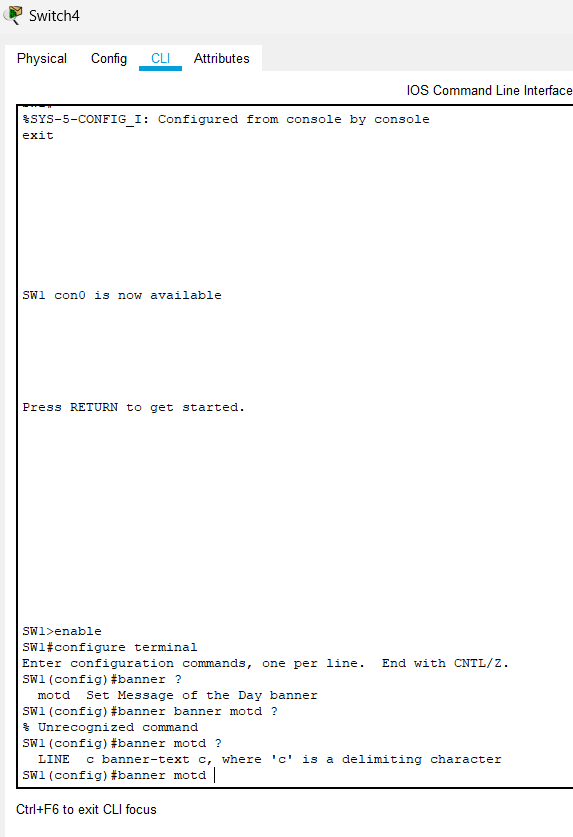 Switch4
Physical Config CLI Attributes
IOS Command Line Interface
%SYS-5-CONFIG_I: Configured from console by console
exit
SW1 con0 is now available
Press RETURN to get started.
SW1>enable
SW1#configure terminal
Enter configuration commands, one per line.  End with CNTL/Z.
SW1(config)#banner ?
  motd  Set Message of the Day banner
SW1(config)#banner banner motd ?
% Unrecognized command
SW1(config)#banner motd ?
  LINE  c banner-text c, where 'c' is a delimiting character
SW1(config)#banner motd
Ctrl+F6 to exit CLI focus